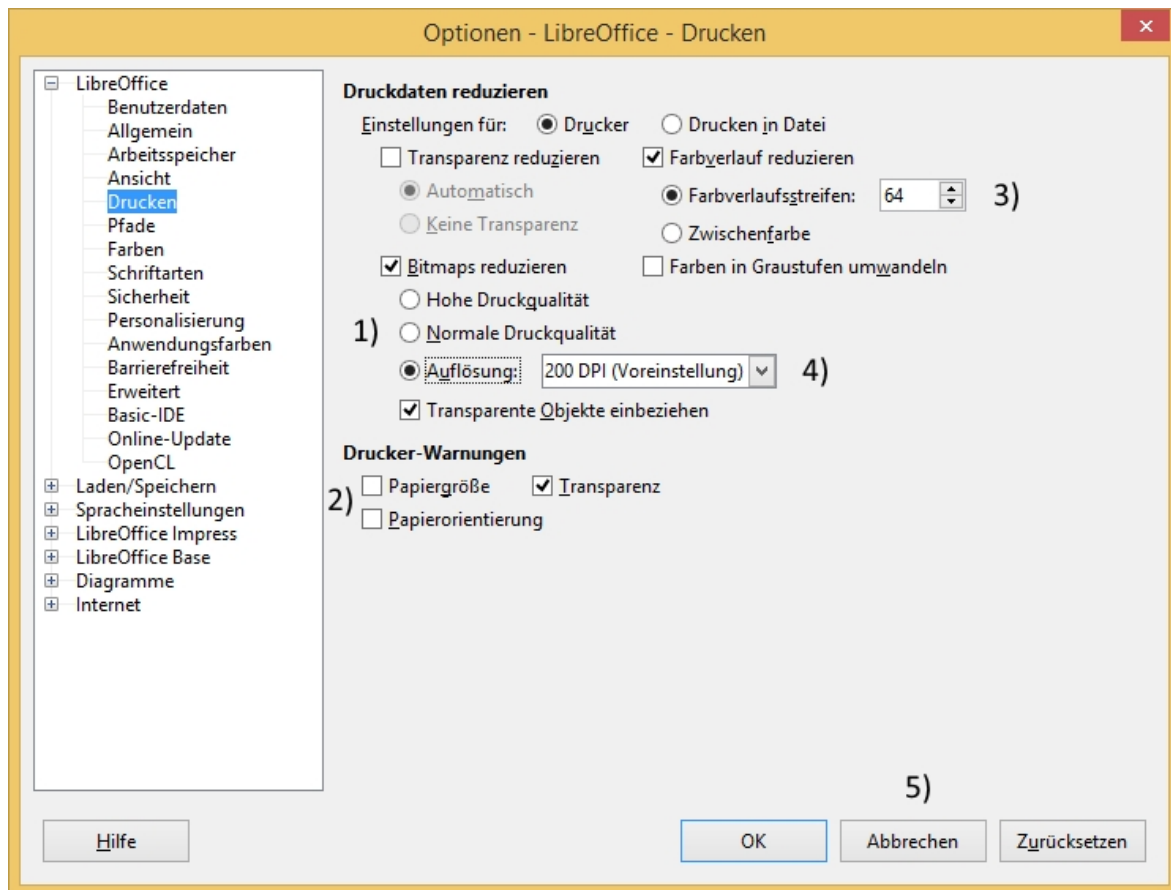 Optionen - LibreOffice - Drucken
LibreOffice
Benutzerdaten
Allgemein
Arbeitsspeicher
Ansicht
Drucken
Pfade
Farben
Schriftarten
Sicherheit
Personalisierung
Anwendungsfarben
Barrierefreiheit
Erweitert
Basic-IDE
Online-Update
OpenCL
Laden/Speichern
Spracheinstellungen
LibreOffice Impress
LibreOffice Base
Diagramme
Internet
Druckdaten reduzieren
Einstellungen für: Drucker Drucken in Datei
Transparenz reduzieren Farbverlauf reduzieren
Automatisch Farbverlaufsstreifen: 64 3)
Keine Transparenz Zwischenfarbe
Bitmaps reduzieren Farben in Graustufen umwandeln
Hohe Druckqualität
1) Normale Druckqualität
Auflösung: 200 DPI (Voreinstellung) 4)
Transparente Objekte einbeziehen
Drucker-Warnungen
2) Papiergröße Transparenz
Papierorientierung
5)
Hilfe OK Abbrechen Zurücksetzen